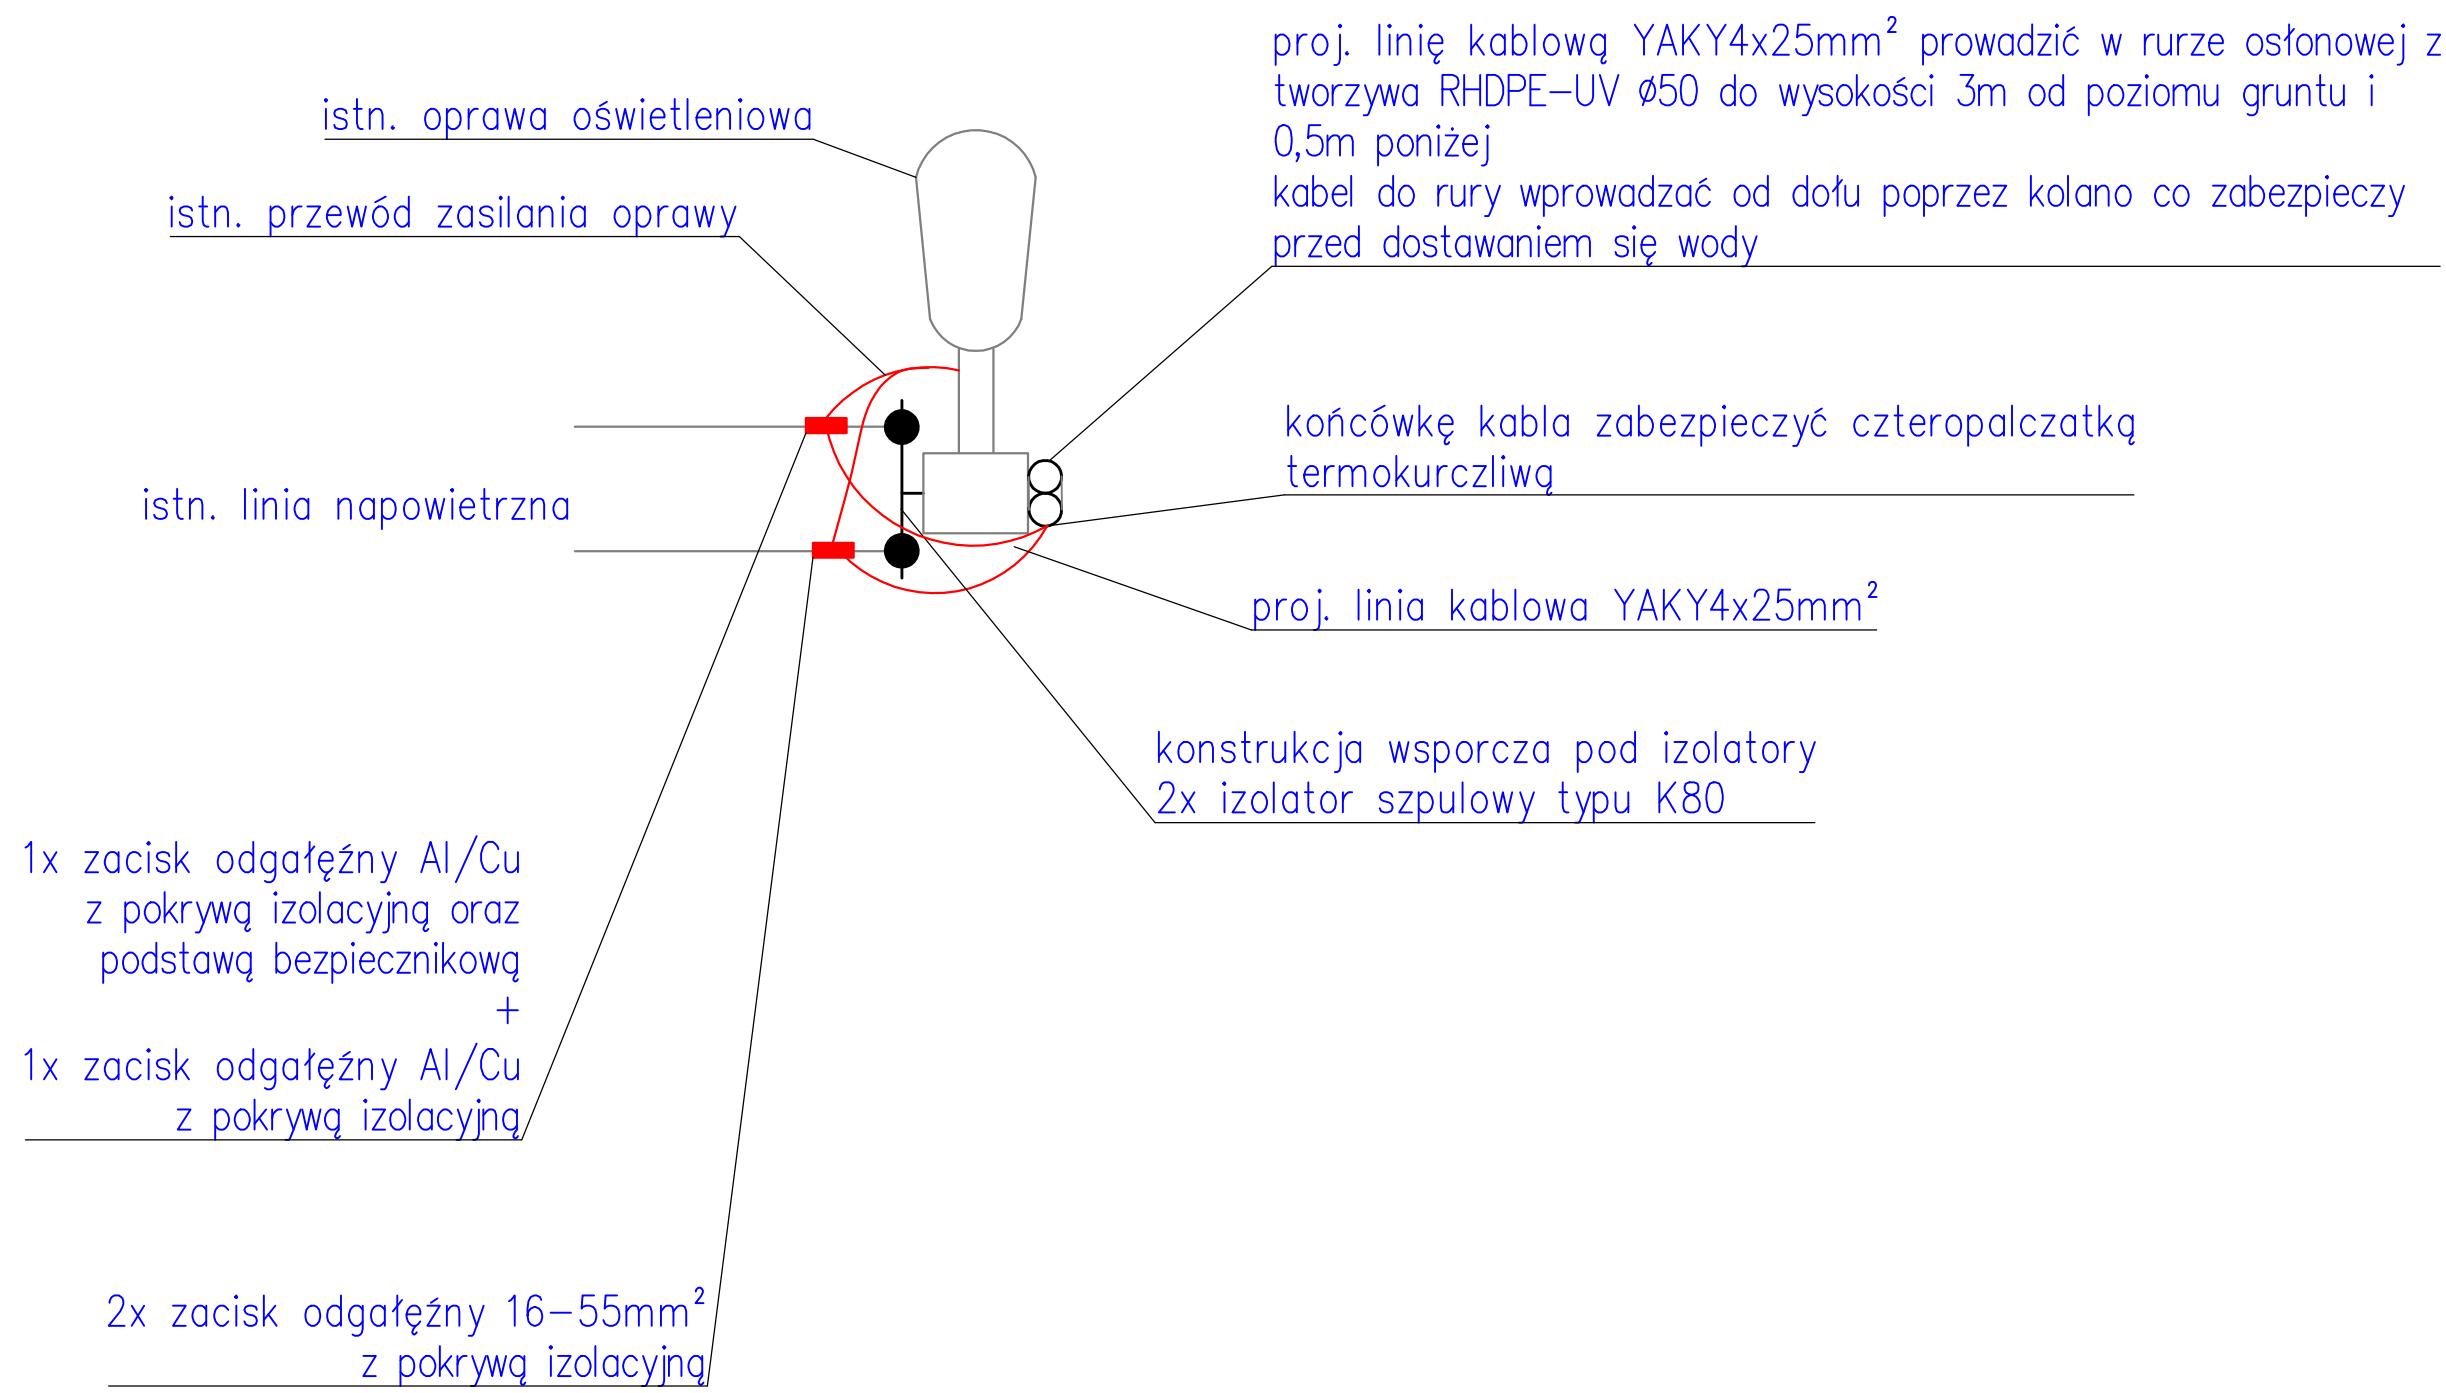 istn. oprawa oświetleniowa
istn. przewód zasilania oprawy
istn. linia napowietrzna
proj. linię kablową YAKY4x25mm² prowadzić w rurze osłonowej z
tworzywa RHDPE-UV Ø50 do wysokości 3m od poziomu gruntu i
0,5m poniżej
kabel do rury wprowadzać od dołu poprzez kolano co zabezpieczy
przed dostawaniem się wody
końcówkę kabla zabezpieczyć czteropalczatką
termokurczliwą
proj. linia kablowa YAKY4x25mm²
konstrukcja wsporcza pod izolatory
2x izolator szpulowy typu K80
1x zacisk odgałęźny Al/Cu
z pokrywą izolacyjną oraz
podstawą bezpiecznikową
+
1x zacisk odgałęźny Al/Cu
z pokrywą izolacyjną
2x zacisk odgałęźny 16-55mm²
z pokrywą izolacyjną